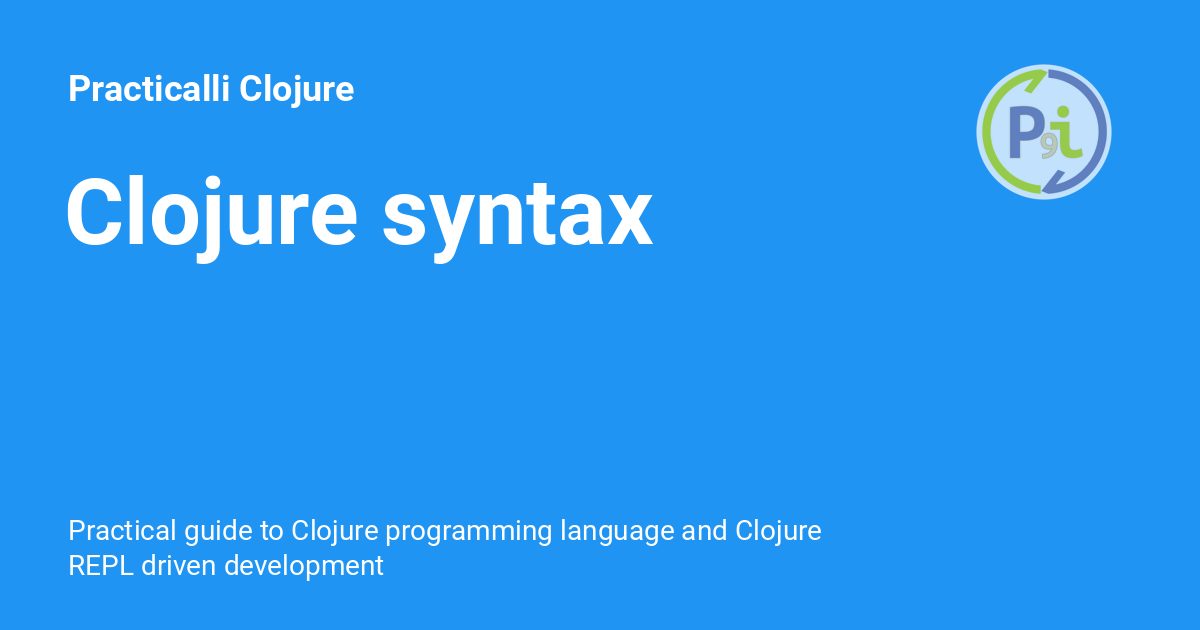 Practicalli Clojure
P9i
Clojure syntax
Practical guide to Clojure programming language and Clojure
REPL driven development